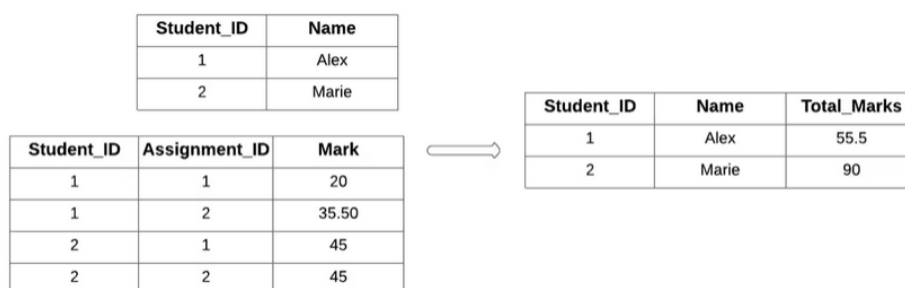 Student_ID Name
1 Alex
2 Marie
Student_ID Assignment_ID Mark
1 1 20
1 2 35.50
2 1 45
2 2 45
Student_ID Name Total_Marks
1 Alex 55.5
2 Marie 90